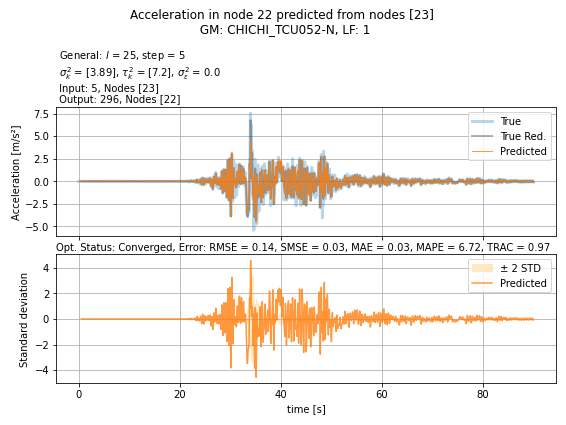 Acceleration in node 22 predicted from nodes [23]
GM: CHICHI_TCU052-N, LF: 1
General: l = 25, step = 5
σ²ₖ = [3.89], τ²ₖ = [7.2], σ²ε = 0.0
Input: 5, Nodes [23]
Output: 296, Nodes [22]
7.5
5.0
2.5
0.0
−2.5
−5.0
Acceleration [m/s²]
True
True Red.
Predicted
Opt. Status: Converged, Error: RMSE = 0.14, SMSE = 0.03, MAE = 0.03, MAPE = 6.72, TRAC = 0.97
4
2
0
−2
−4
Standard deviation
± 2 STD
Predicted
0 20 40 60 80
time [s]